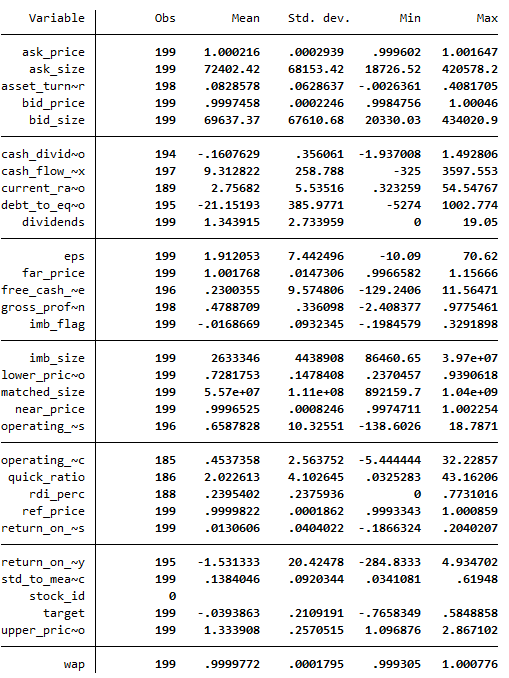 Variable Obs Mean Std. dev. Min Max
ask_price 199 1.000216 .0002939 .999602 1.001647
ask_size 199 72402.42 68153.42 18726.52 420578.2
asset_turn~r 198 .0828578 .0628637 -.0026361 .4081705
bid_price 199 .9997458 .0002246 .9984756 1.00046
bid_size 199 69637.37 67610.68 20330.03 434020.9
cash_divid~o 194 -.1607629 .356061 -1.937008 1.492806
cash_flow_~x 197 9.312822 258.788 -325 3597.553
current_ra~o 189 2.75682 5.53516 .323259 54.54767
debt_to_eq~o 195 -21.15193 385.9771 -5274 1002.774
dividends 199 1.343915 2.733959 0 19.05
eps 199 1.912053 7.442496 -10.09 70.62
far_price 199 1.001768 .0147306 .9966582 1.15666
free_cash_~e 196 .2300355 9.574806 -129.2406 11.56471
gross_prof~n 198 .4788709 .336098 -2.408377 .9775461
imb_flag 199 -.0168669 .0932345 -.1984579 .3291898
imb_size 199 2633346 4438908 86460.65 3.97e+07
lower_pric~o 199 .7281753 .1478408 .2370457 .9390618
matched_size 199 5.57e+07 1.11e+08 892159.7 1.04e+09
near_price 199 .9996525 .0008246 .9974711 1.002254
operating_~s 196 .6587828 10.32551 -138.6026 18.7871
operating_~c 185 .4537358 2.563752 -5.444444 32.22857
quick_ratio 186 2.022613 4.102645 .0325283 43.16206
rdi_perc 188 .2395402 .2375936 0 .7731016
ref_price 199 .9999822 .0001862 .9993343 1.000859
return_on_~s 199 .0130606 .0404022 -.1866324 .2040207
return_on_~y 195 -1.531333 20.42478 -284.8333 4.934702
std_to_mea~c 199 .1384046 .0920344 .0341081 .61948
stock_id 0
target 199 -.0393863 .2109191 -.7658349 .5848858
upper_pric~o 199 1.333908 .2570515 1.096876 2.867102
wap 199 .9999772 .0001795 .999305 1.000776